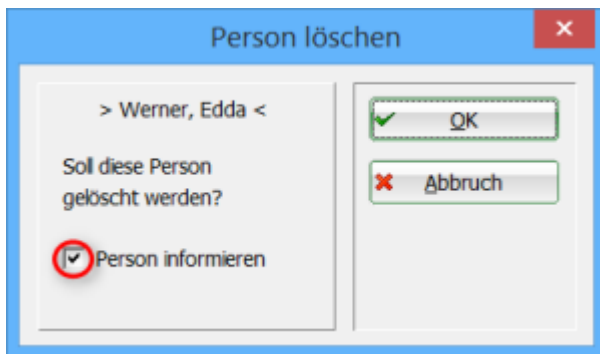 Person löschen
> Werner, Edda <
Soll diese Person
gelöscht werden?
Person informieren
OK
Abbruch